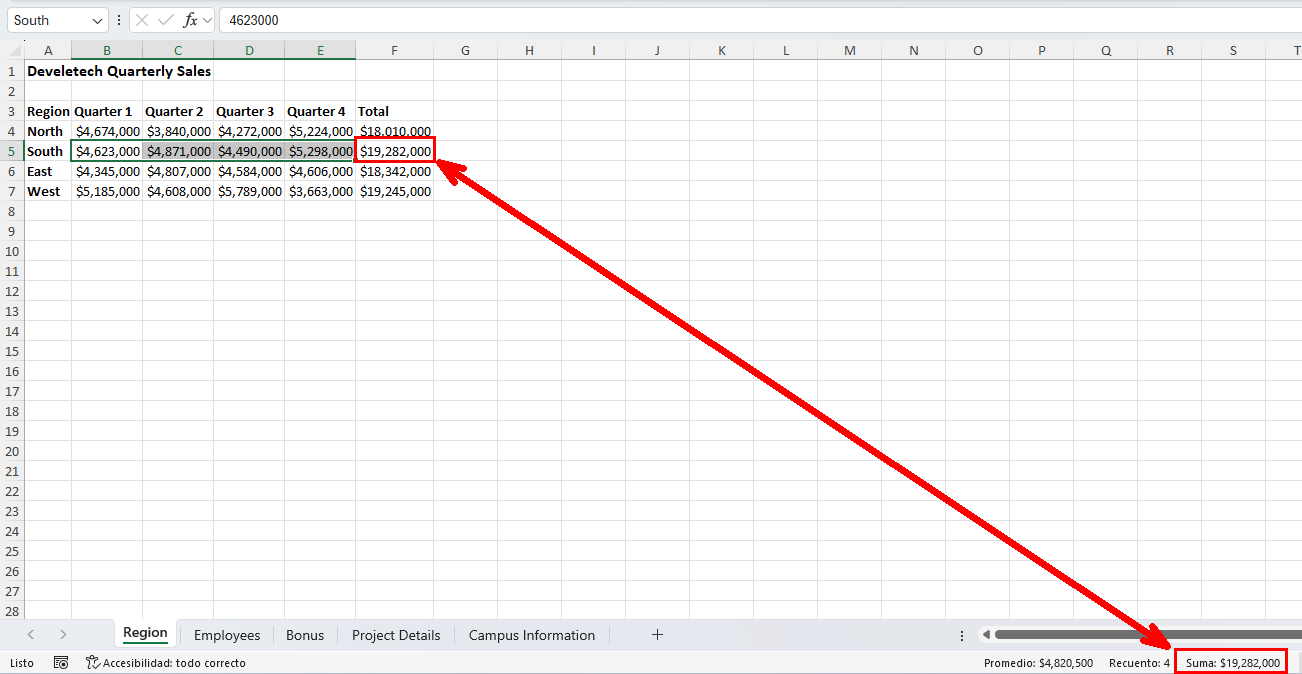 South fx 4623000
A B C D E F G H I J K L M N O P Q R S T
1 Develetech Quarterly Sales
2
3 Region Quarter 1 Quarter 2 Quarter 3 Quarter 4 Total
4 North $4,674,000 $3,840,000 $4,272,000 $5,224,000 $18,010,000
5 South $4,623,000 $4,871,000 $4,490,000 $5,298,000 $19,282,000
6 East $4,345,000 $4,807,000 $4,584,000 $4,606,000 $18,342,000
7 West $5,185,000 $4,608,000 $5,789,000 $3,663,000 $19,245,000
8
9
10
11
12
13
14
15
16
17
18
19
20
21
22
23
24
25
26
27
28
Region Employees Bonus Project Details Campus Information +
Listo Accesibilidad: todo correcto Promedio: $4,820,500 Recuento: 4 Suma: $19,282,000